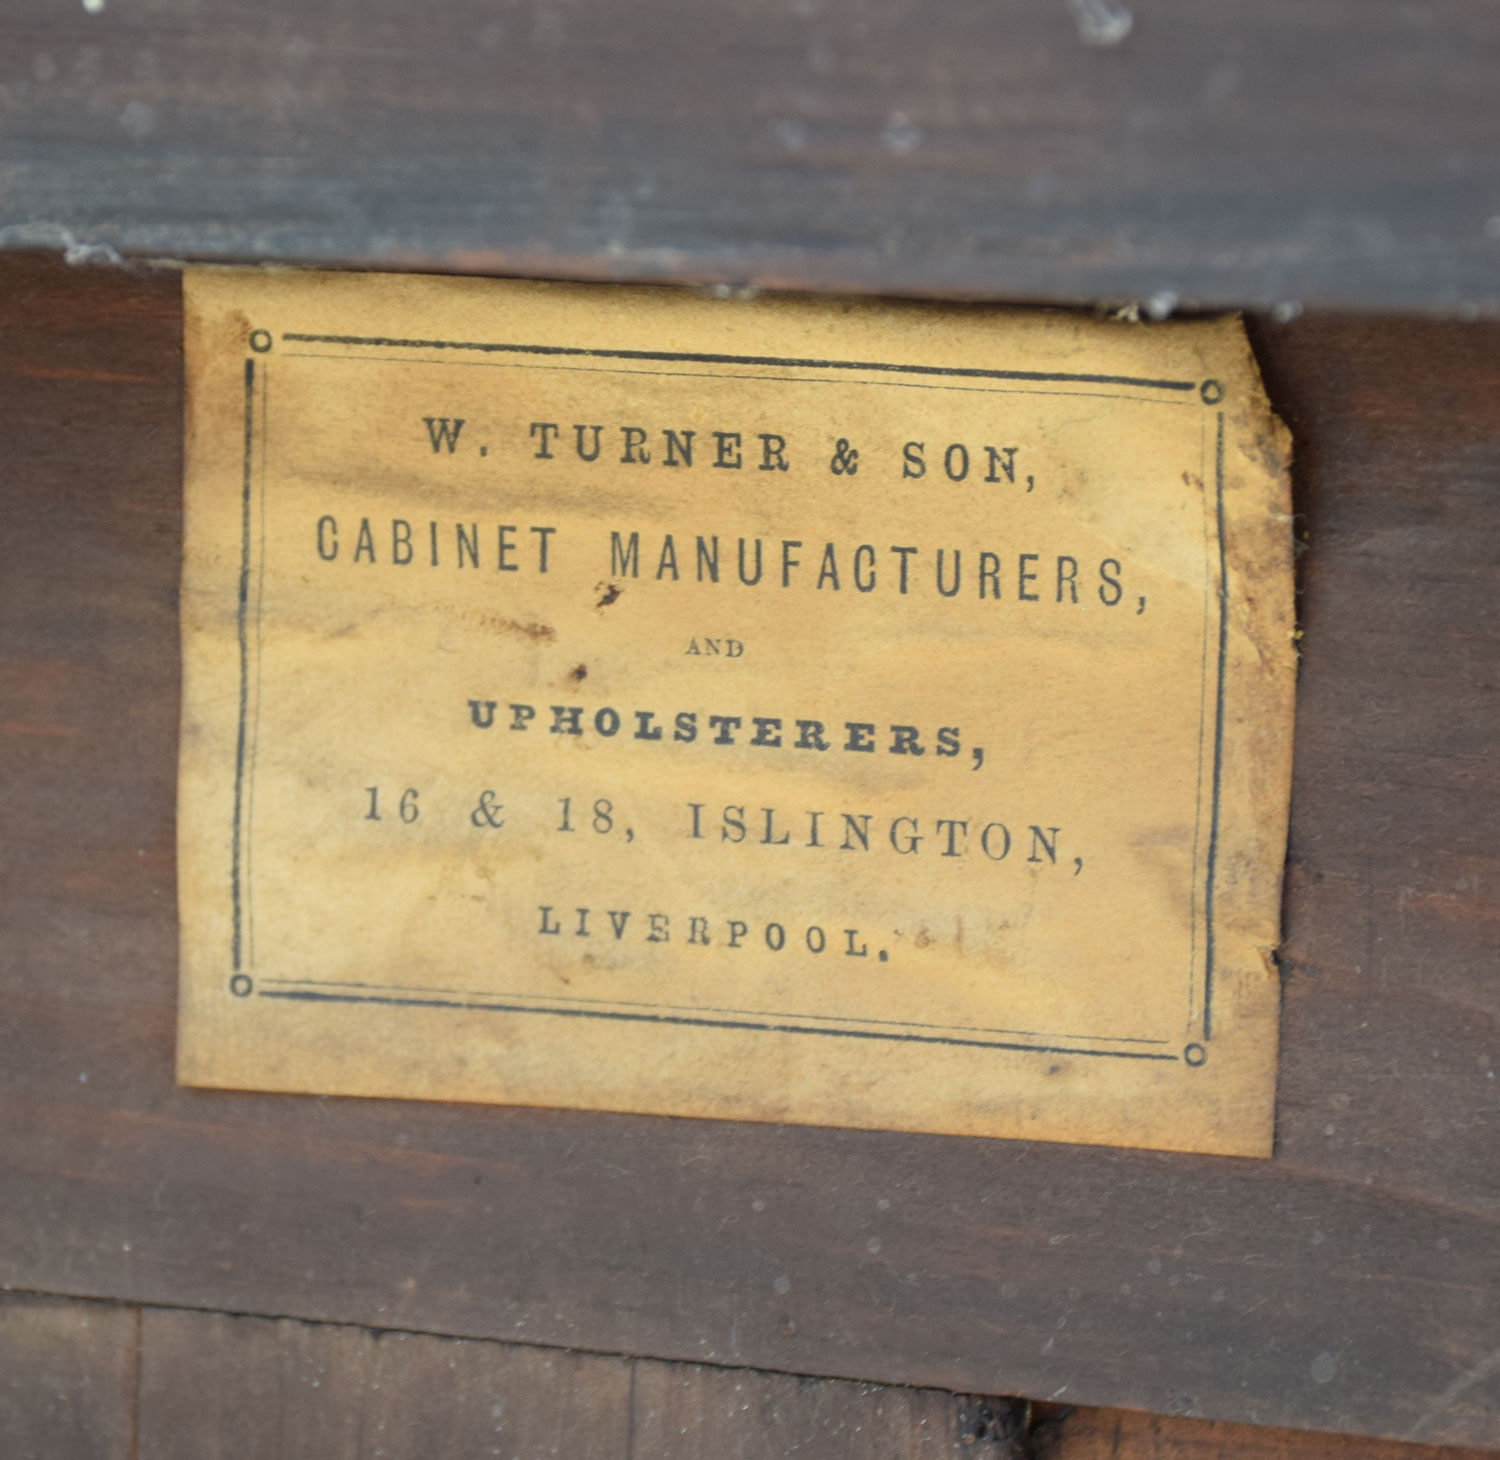 W. TURNER & SON,
CABINET MANUFACTURERS,
AND
UPHOLSTERERS,
16 & 18, ISLINGTON,
LIVERPOOL.